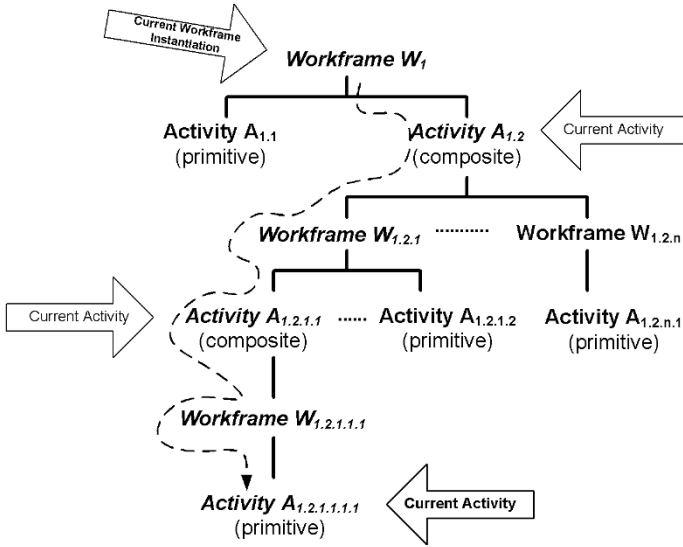 Current Workframe
Instantiation
Workframe W1
Activity A1.1
(primitive)
Activity A1.2
(composite)
Current Activity
Workframe W1.2.1 ........... Workframe W1.2.n
Current Activity
Activity A1.2.1.1 ...... Activity A1.2.1.2
(composite)
(primitive)
Activity A1.2.n.1
(primitive)
Workframe W1.2.1.1.1
Activity A1.2.1.1.1.1
(primitive)
Current Activity